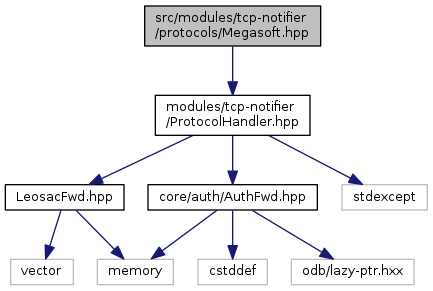 src/modules/tcp-notifier
/protocols/Megasoft.hpp
modules/tcp-notifier
/ProtocolHandler.hpp
LeosacFwd.hpp
core/auth/AuthFwd.hpp
stdexcept
vector
memory
cstddef
odb/lazy-ptr.hxx